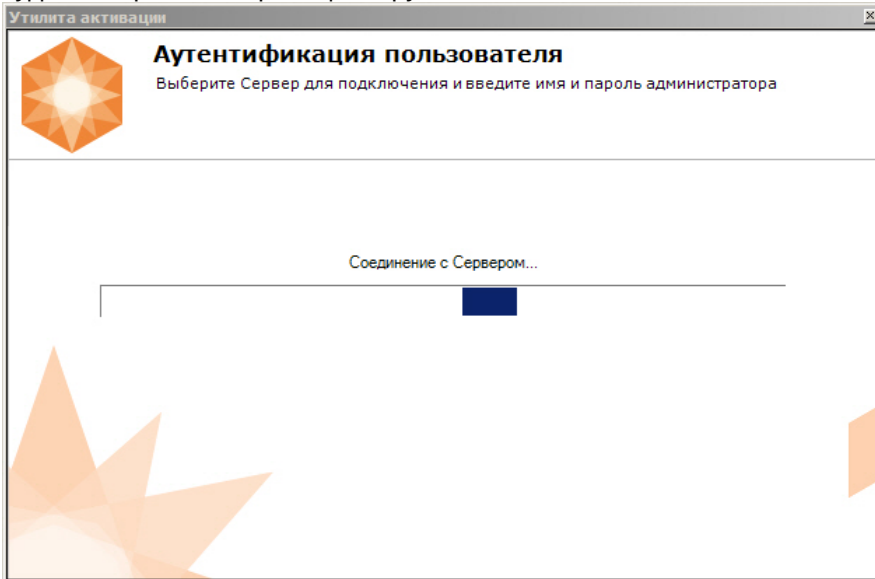 Утилита активации
Аутентификация пользователя
Выберите Сервер для подключения и введите имя и пароль администратора
Соединение с Сервером...